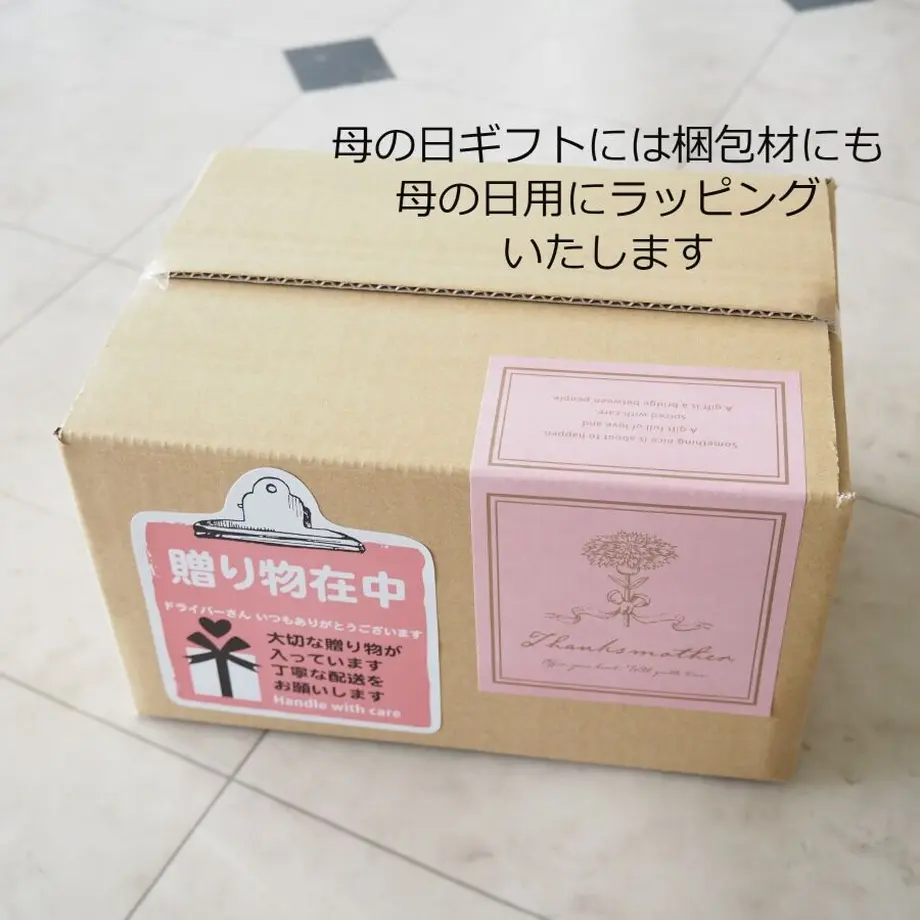 母の日ギフトには梱包材にも
母の日用にラッピング
いたします
Something nice is about to happen
A gift full of love and
spread with care
A gift is a bridge between people
贈り物在中
ドライバーさん いつもありがとうございます
大切な贈り物が
入っています
丁寧な配送を
お願いします
Handle with care
Thanksmother